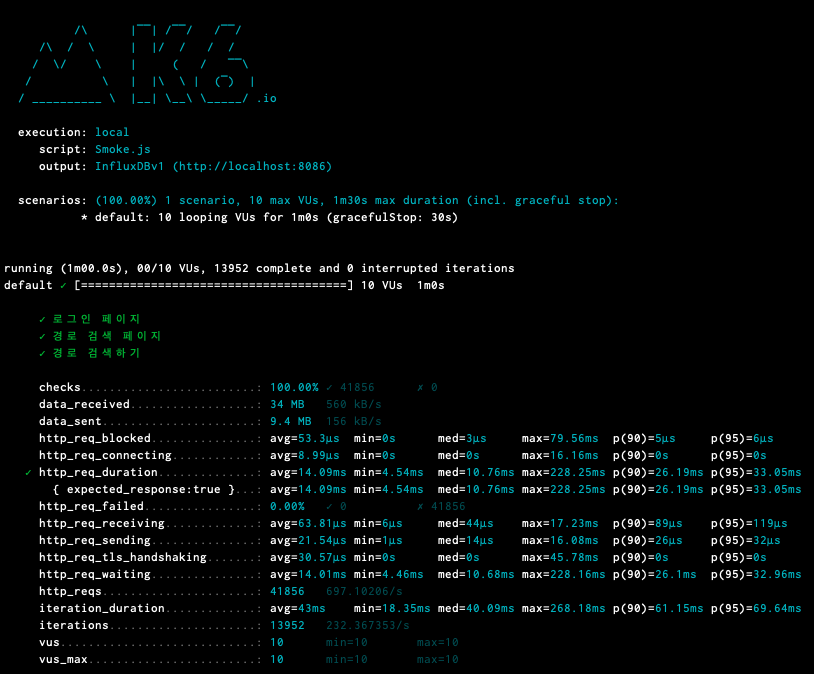 .io
execution: local
script: Smoke.js
output: InfluxDBv1 (http://localhost:8086)
scenarios: (100.00%) 1 scenario, 10 max VUs, 1m30s max duration (incl. graceful stop):
* default: 10 looping VUs for 1m0s (gracefulStop: 30s)
running (1m00.0s), 00/10 VUs, 13952 complete and 0 interrupted iterations
default ✓ [======================================] 10 VUs  1m0s
✓ 로그인 페이지
✓ 경로 검색 페이지
✓ 경로 검색하기
checks.........................: 100.00% ✓ 41856      ✗ 0
data_received..................: 34 MB   560 kB/s
data_sent......................: 9.4 MB  156 kB/s
http_req_blocked...............: avg=53.3µs  min=0s      med=3µs     max=79.56ms  p(90)=5µs     p(95)=6µs
http_req_connecting............: avg=8.99µs  min=0s      med=0s      max=16.16ms  p(90)=0s      p(95)=0s
✓ http_req_duration..............: avg=14.09ms min=4.54ms  med=10.76ms max=228.25ms p(90)=26.19ms p(95)=33.05ms
{ expected_response:true }...: avg=14.09ms min=4.54ms  med=10.76ms max=228.25ms p(90)=26.19ms p(95)=33.05ms
http_req_failed................: 0.00%   ✓ 0          ✗ 41856
http_req_receiving.............: avg=63.81µs min=6µs     med=44µs    max=17.23ms  p(90)=89µs    p(95)=119µs
http_req_sending...............: avg=21.54µs min=1µs     med=14µs    max=16.08ms  p(90)=26µs    p(95)=32µs
http_req_tls_handshaking.......: avg=30.57µs min=0s      med=0s      max=45.78ms  p(90)=0s      p(95)=0s
http_req_waiting...............: avg=14.01ms min=4.46ms  med=10.68ms max=228.16ms p(90)=26.1ms  p(95)=32.96ms
http_reqs......................: 41856   697.10206/s
iteration_duration.............: avg=43ms    min=18.35ms med=40.09ms max=268.18ms p(90)=61.15ms p(95)=69.64ms
iterations.....................: 13952   232.367353/s
vus............................: 10      min=10       max=10
vus_max........................: 10      min=10       max=10